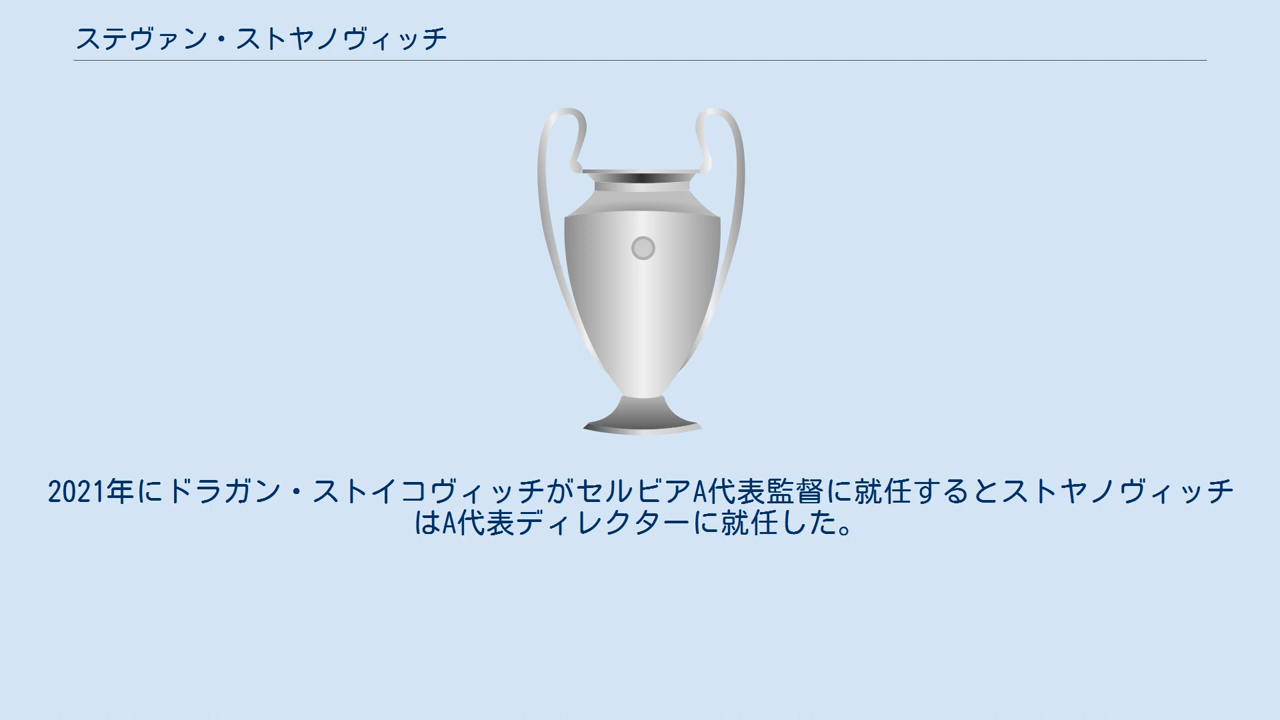 ステヴァン・ストヤノヴィッチ
2021年にドラガン・ストイコヴィッチがセルビアA代表監督に就任するとストヤノヴィッチ
はA代表ディレクターに就任した。